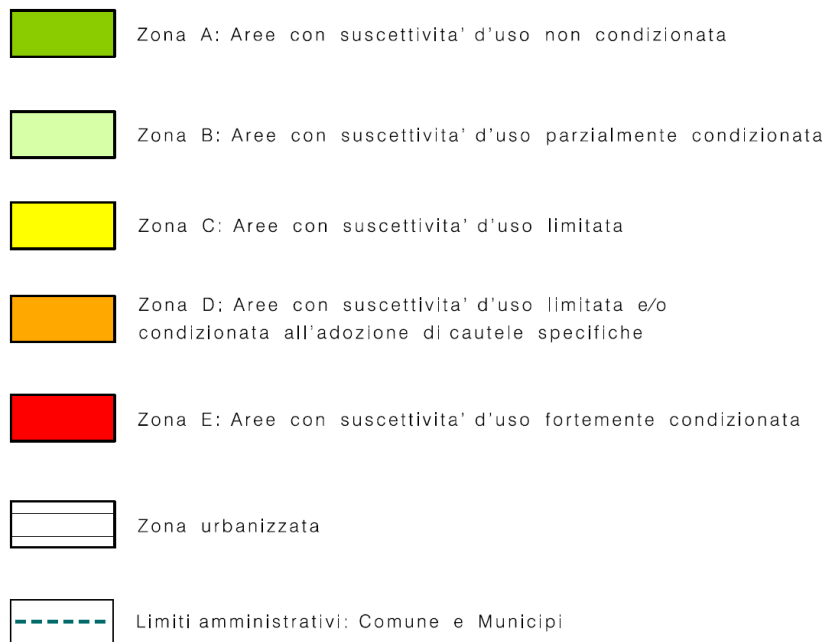 Zona A: Aree con suscettivita' d'uso non condizionata
Zona B: Aree con suscettivita' d'uso parzialmente condizionata
Zona C: Aree con suscettivita' d'uso limitata
Zona D; Aree con suscettivita' d'uso limitata e/o
condizionata all'adozione di cautele specifiche
Zona E: Aree con suscettivita' d'uso fortemente condizionata
Zona urbanizzata
Limiti amministrativi: Comune e Municipi